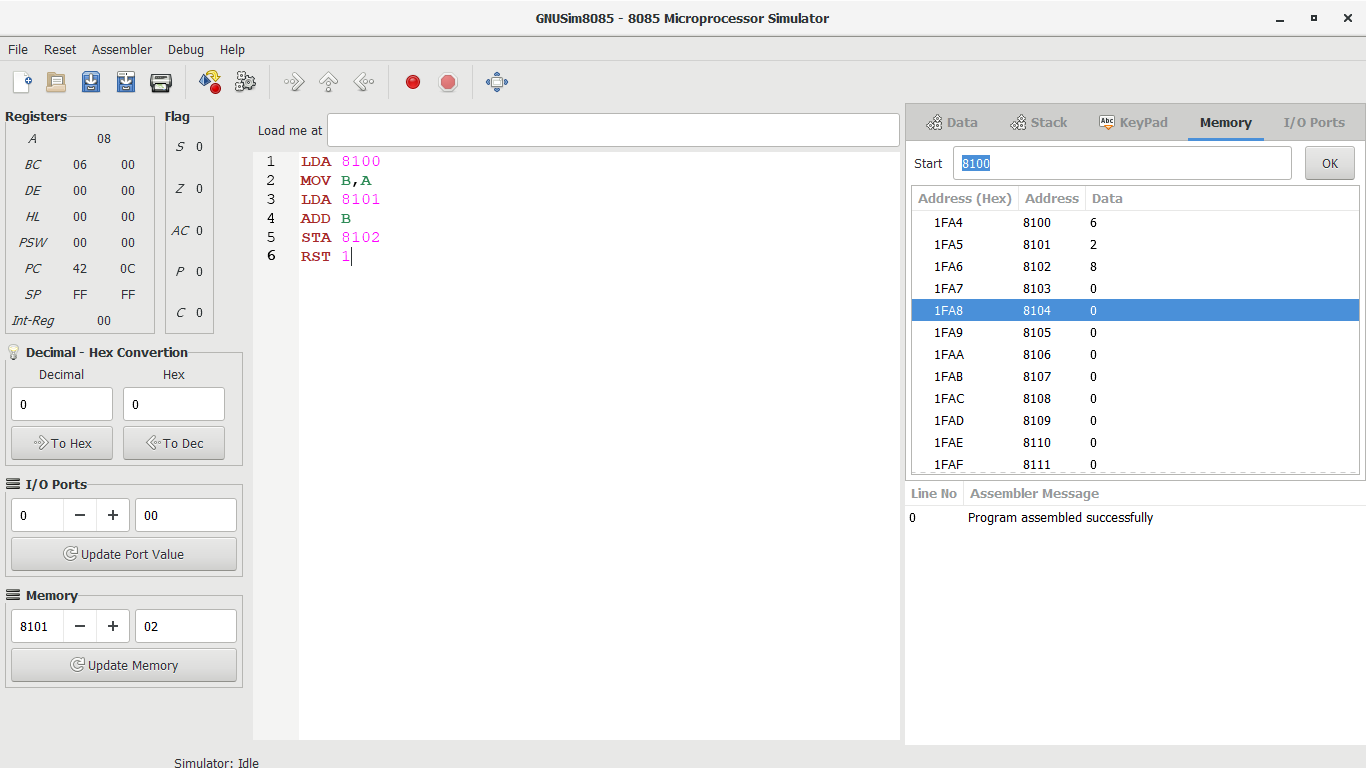 GNUSim8085 - 8085 Microprocessor Simulator
File Reset Assembler Debug Help
Registers
A 08
BC 06 00
DE 00 00
HL 00 00
PSW 00 00
PC 42 0C
SP FF FF
Int-Reg 00
Flag
S 0
Z 0
AC 0
P 0
C 0
Decimal - Hex Convertion
Decimal Hex
0 0
To Hex To Dec
I/O Ports
0 − + 00
Update Port Value
Memory
8101 − + 02
Update Memory
Load me at
1 LDA 8100
2 MOV B,A
3 LDA 8101
4 ADD B
5 STA 8102
6 RST 1
Data Stack Abc KeyPad Memory I/O Ports
Start 8100 OK
Address (Hex) Address Data
1FA4 8100 6
1FA5 8101 2
1FA6 8102 8
1FA7 8103 0
1FA8 8104 0
1FA9 8105 0
1FAA 8106 0
1FAB 8107 0
1FAC 8108 0
1FAD 8109 0
1FAE 8110 0
1FAF 8111 0
Line No Assembler Message
0 Program assembled successfully
Simulator: Idle